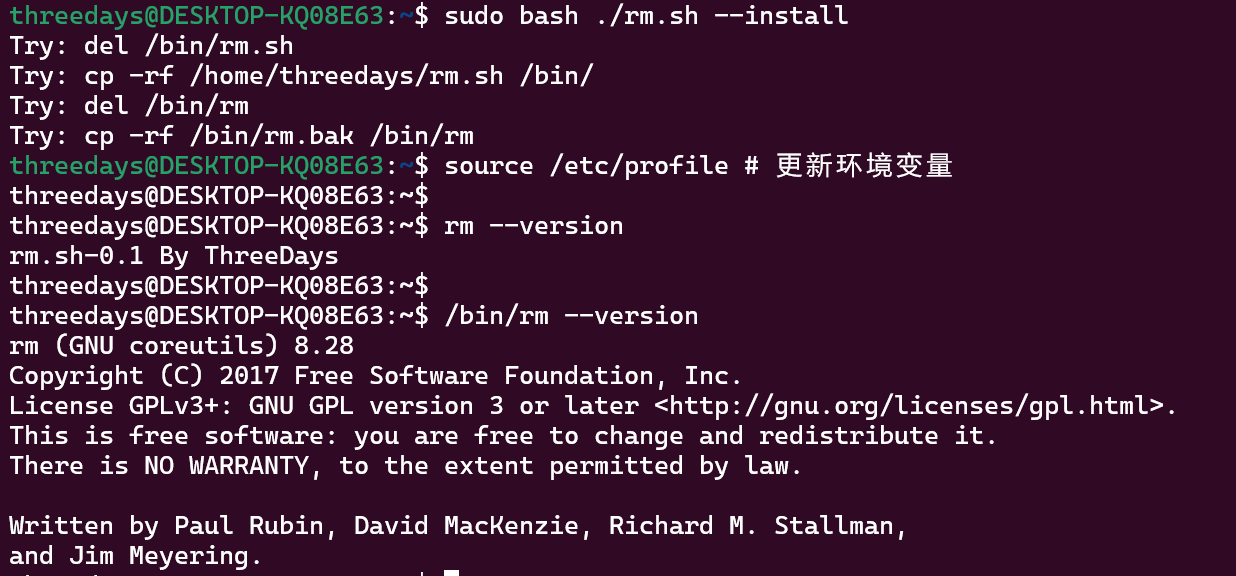 threedays@DESKTOP-KQ08E63:~$ sudo bash ./rm.sh --install
Try: del /bin/rm.sh
Try: cp -rf /home/threedays/rm.sh /bin/
Try: del /bin/rm
Try: cp -rf /bin/rm.bak /bin/rm
threedays@DESKTOP-KQ08E63:~$ source /etc/profile # 更新环境变量
threedays@DESKTOP-KQ08E63:~$
threedays@DESKTOP-KQ08E63:~$ rm --version
rm.sh-0.1 By ThreeDays
threedays@DESKTOP-KQ08E63:~$
threedays@DESKTOP-KQ08E63:~$ /bin/rm --version
rm (GNU coreutils) 8.28
Copyright (C) 2017 Free Software Foundation, Inc.
License GPLv3+: GNU GPL version 3 or later <http://gnu.org/licenses/gpl.html>.
This is free software: you are free to change and redistribute it.
There is NO WARRANTY, to the extent permitted by law.
Written by Paul Rubin, David MacKenzie, Richard M. Stallman,
and Jim Meyering.